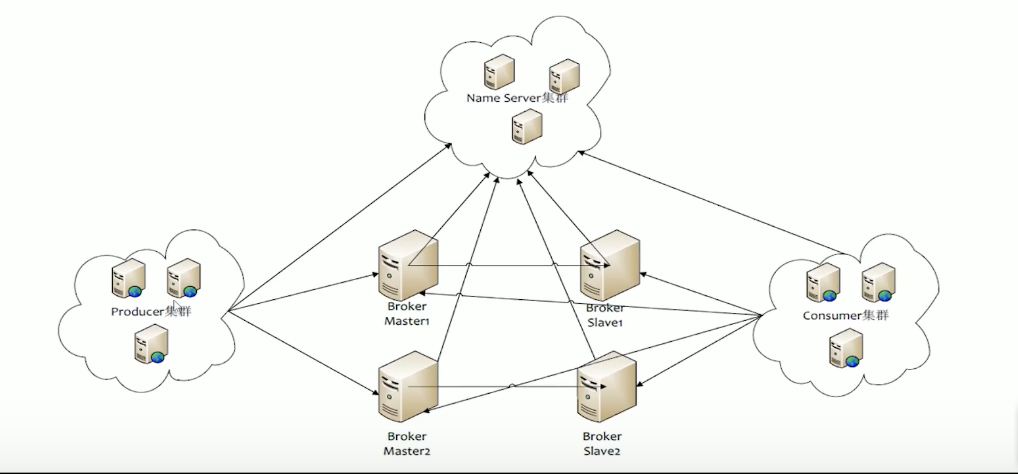 Name Server集群
Producer集群
Broker
Master1
Broker
Slave1
Consumer集群
Broker
Master2
Broker
Slave2